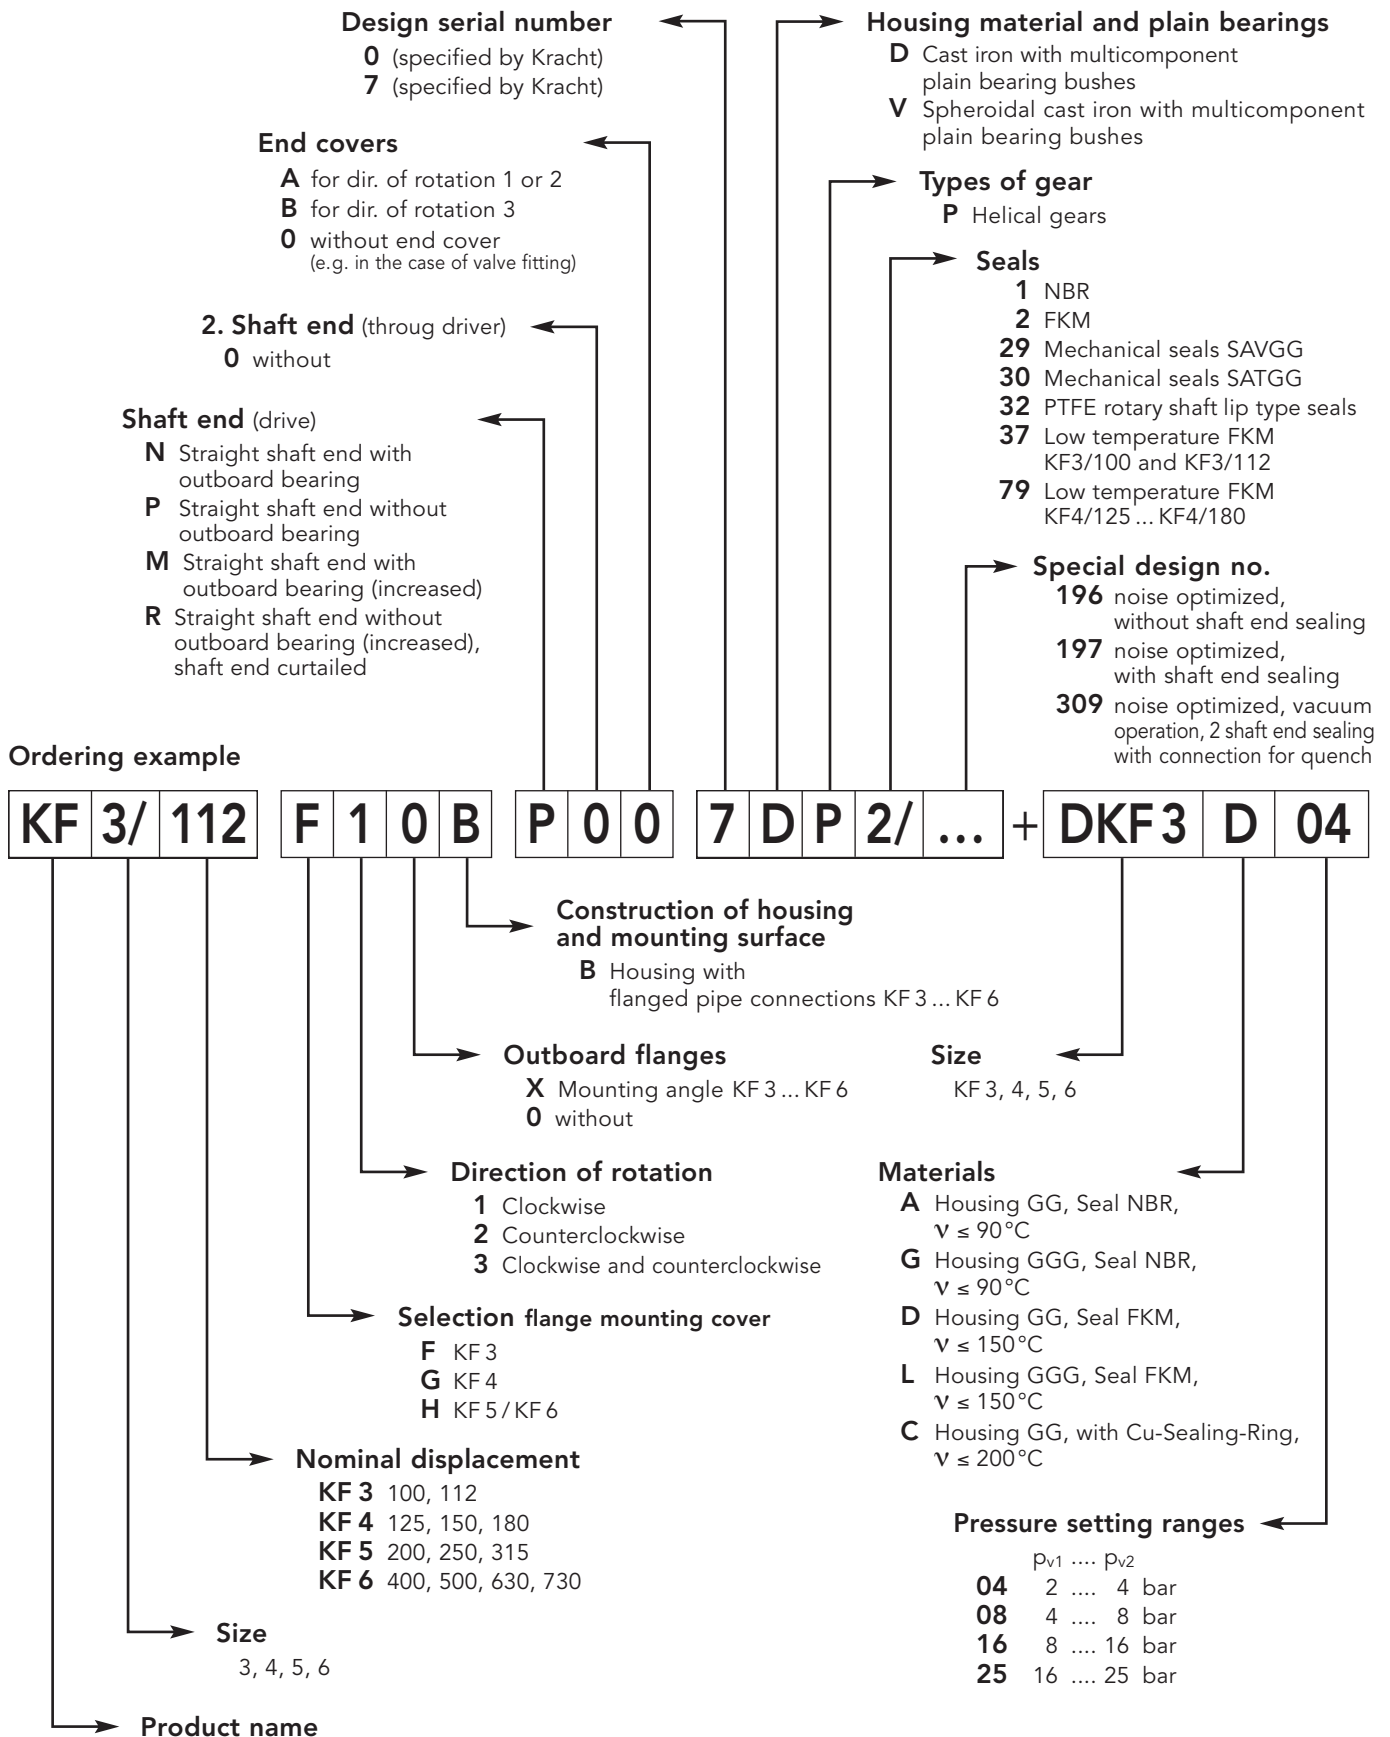 Design serial number
0 (specified by Kracht)
7 (specified by Kracht)
End covers
A for dir. of rotation 1 or 2
B for dir. of rotation 3
0 without end cover
(e.g. in the case of valve fitting)
2. Shaft end (throug driver)
0 without
Shaft end (drive)
N Straight shaft end with
outboard bearing
P Straight shaft end without
outboard bearing
M Straight shaft end with
outboard bearing (increased)
R Straight shaft end without
outboard bearing (increased),
shaft end curtailed
Housing material and plain bearings
D Cast iron with multicomponent
plain bearing bushes
V Spheroidal cast iron with multicomponent
plain bearing bushes
Types of gear
P Helical gears
Seals
1 NBR
2 FKM
29 Mechanical seals SAVGG
30 Mechanical seals SATGG
32 PTFE rotary shaft lip type seals
37 Low temperature FKM
KF3/100 and KF3/112
79 Low temperature FKM
KF4/125 ... KF4/180
Special design no.
196 noise optimized,
without shaft end sealing
197 noise optimized,
with shaft end sealing
309 noise optimized, vacuum
operation, 2 shaft end sealing
with connection for quench
Ordering example
KF 3/ 112 F 1 0 B P 0 0 7 D P 2/ ... + DKF 3 D 04
Construction of housing
and mounting surface
B Housing with
flanged pipe connections KF 3 ... KF 6
Outboard flanges
X Mounting angle KF 3 ... KF 6
0 without
Direction of rotation
1 Clockwise
2 Counterclockwise
3 Clockwise and counterclockwise
Selection flange mounting cover
F KF 3
G KF 4
H KF 5 / KF 6
Nominal displacement
KF 3 100, 112
KF 4 125, 150, 180
KF 5 200, 250, 315
KF 6 400, 500, 630, 730
Size
3, 4, 5, 6
Product name
Size
KF 3, 4, 5, 6
Materials
A Housing GG, Seal NBR,
ν ≤ 90 °C
G Housing GGG, Seal NBR,
ν ≤ 90 °C
D Housing GG, Seal FKM,
ν ≤ 150 °C
L Housing GGG, Seal FKM,
ν ≤ 150 °C
C Housing GG, with Cu-Sealing-Ring,
ν ≤ 200 °C
Pressure setting ranges
pv1 .... pv2
04 2 .... 4 bar
08 4 .... 8 bar
16 8 .... 16 bar
25 16 .... 25 bar